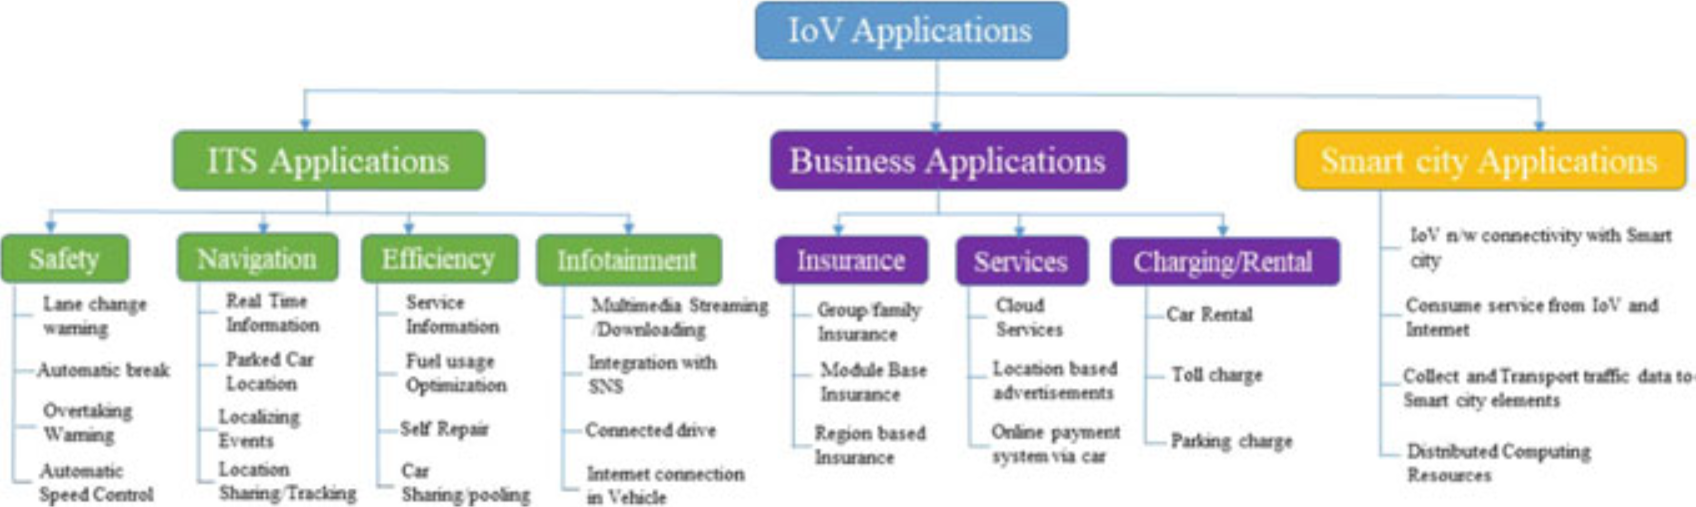 IoV Applications
ITS Applications
Business Applications
Smart city Applications
Safety
Navigation
Efficiency
Infotainment
Insurance
Services
Charging/Rental
Lane change
warning
Automatic break
Overtaking
Warning
Automatic
Speed Control
Real Time
Information
Parked Car
Location
Localizing
Events
Location
Sharing/Tracking
Service
Information
Fuel usage
Optimization
Self Repair
Car
Sharing/pooling
Multimedia Streaming
/Downloading
Integration with
SNS
Connected drive
Internet connection
in Vehicle
Group/family
Insurance
Module Base
Insurance
Region based
Insurance
Cloud
Services
Location based
advertisements
Online payment
system via car
Car Rental
Toll charge
Parking charge
IoV n/w connectivity with Smart
city
Consume service from IoV and
Internet
Collect and Transport traffic data to
Smart city elements
Distributed Computing
Resources